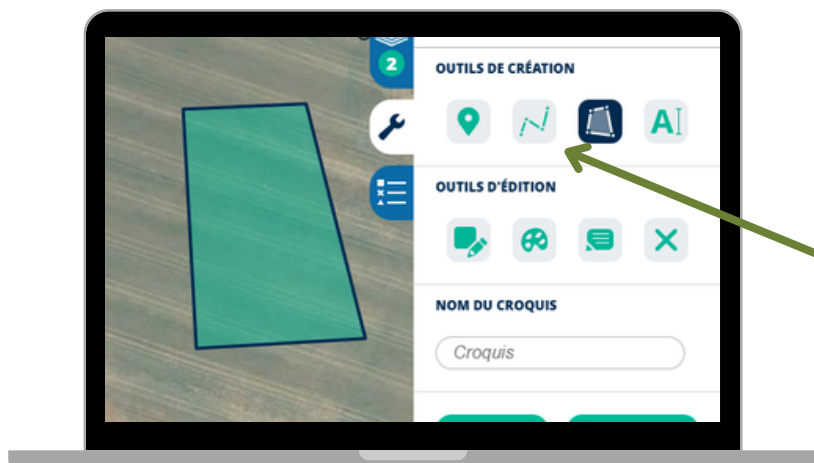 2
OUTILS DE CRÉATION
A
OUTILS D'ÉDITION
NOM DU CROQUIS
Croquis